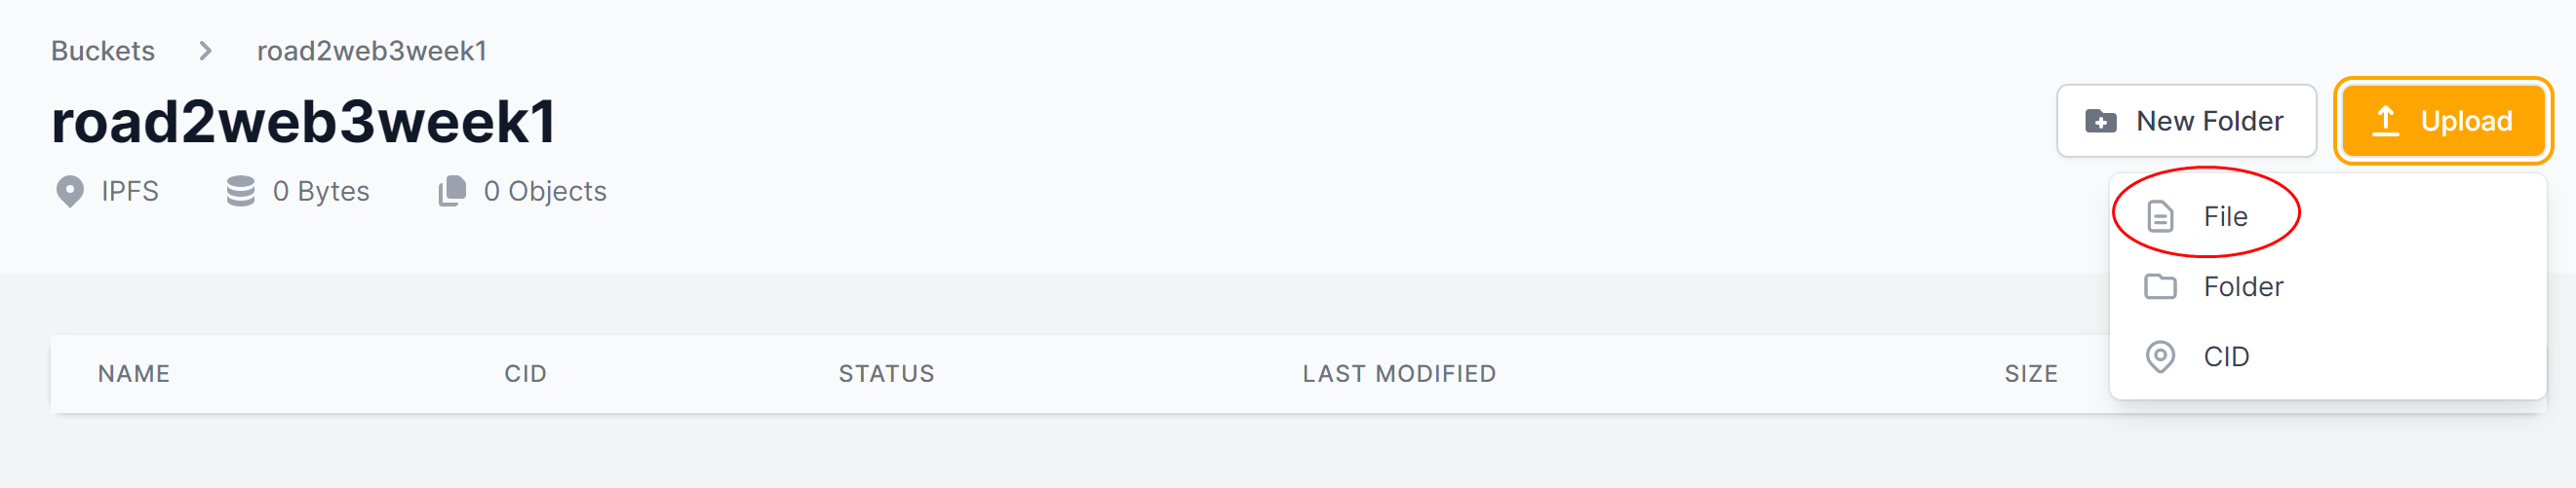 Buckets > road2web3week1
road2web3week1
New Folder
Upload
IPFS 0 Bytes 0 Objects
File
Folder
CID
NAME CID STATUS LAST MODIFIED SIZE